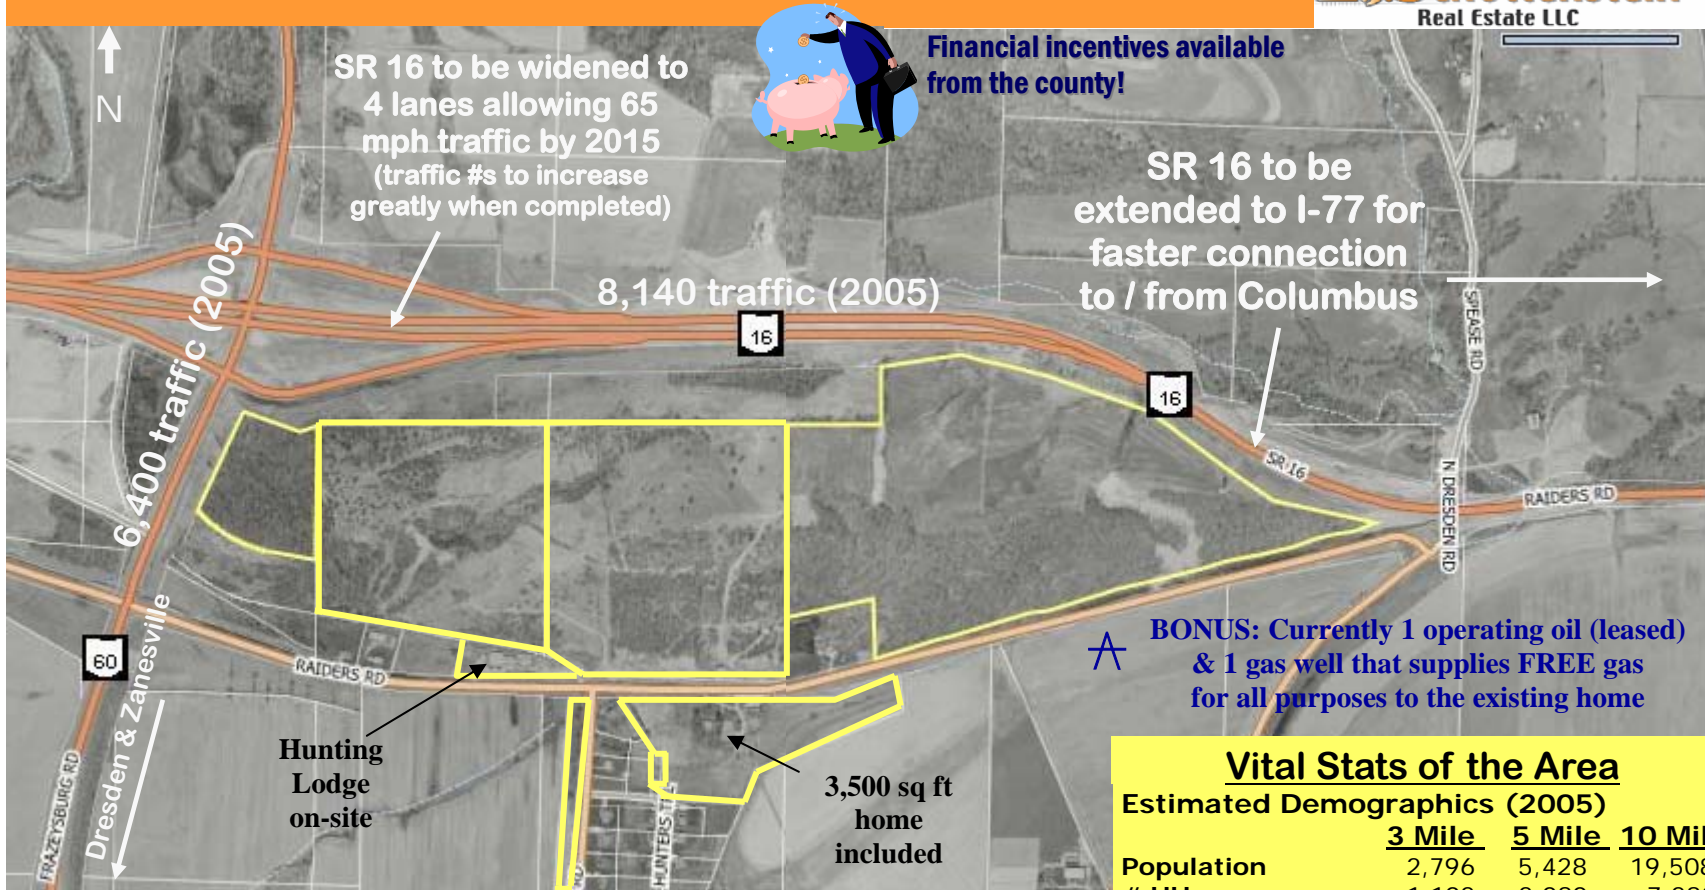 Real Estate LLC
Financial incentives available
from the county!
N
SR 16 to be widened to
4 lanes allowing 65
mph traffic by 2015
(traffic #s to increase
greatly when completed)
SR 16 to be
extended to I-77 for
faster connection
to / from Columbus
8,140 traffic (2005)
6,400 traffic (2005)
16
16
SR 16
SPEASE RD
N DRESDEN RD
RAIDERS RD
60
RAIDERS RD
Dresden & Zanesville
FRAZEYSBURG RD
Hunting
Lodge
on-site
HUNTERS
RD
3,500 sq ft
home
included
BONUS: Currently 1 operating oil (leased)
& 1 gas well that supplies FREE gas
for all purposes to the existing home
Vital Stats of the Area
Estimated Demographics (2005)
3 Mile 5 Mile 10 Mil
Population 2,796 5,428 19,508